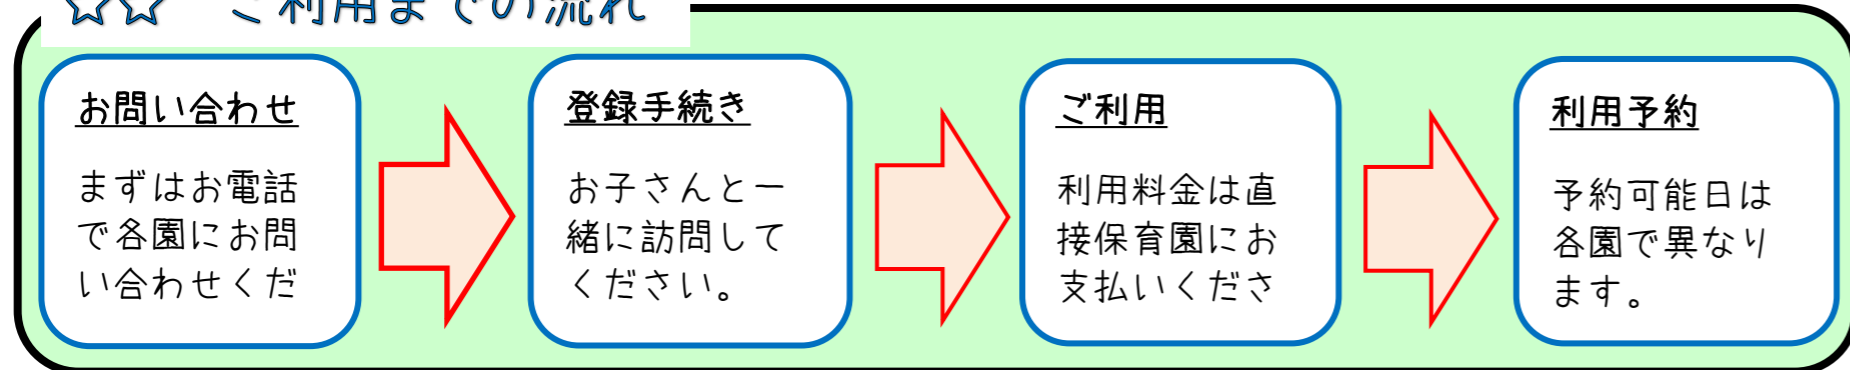 ☆☆ ご利用までの流れ
お問い合わせ
まずはお電話
で各園にお問
い合わせくだ
登録手続き
お子さんと一
緒に訪問して
ください。
ご利用
利用料金は直
接保育園にお
支払いくださ
利用予約
予約可能日は
各園で異なり
ます。